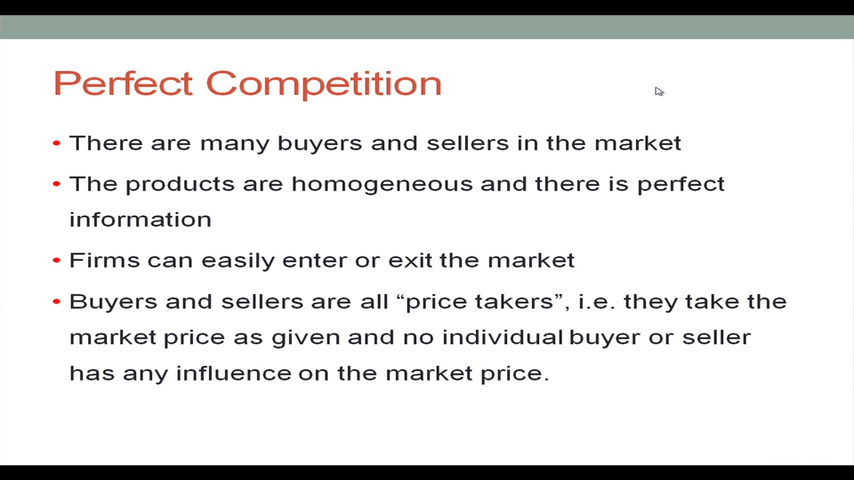 Perfect Competition
• There are many buyers and sellers in the market
• The products are homogeneous and there is perfect
information
• Firms can easily enter or exit the market
• Buyers and sellers are all “price takers”, i.e. they take the
market price as given and no individual buyer or seller
has any influence on the market price.